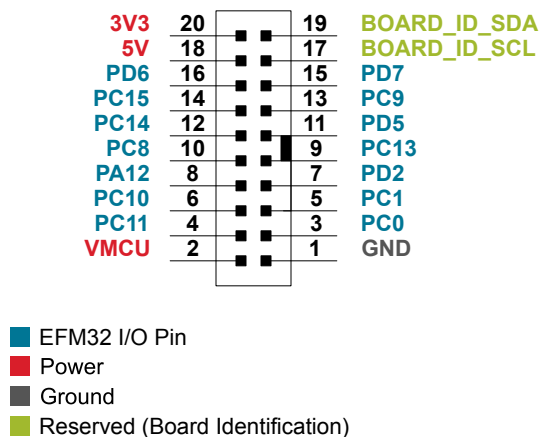 3V3 20 19 BOARD_ID_SDA
5V 18 17 BOARD_ID_SCL
PD6 16 15 PD7
PC15 14 13 PC9
PC14 12 11 PD5
PC8 10 9 PC13
PA12 8 7 PD2
PC10 6 5 PC1
PC11 4 3 PC0
VMCU 2 1 GND
EFM32 I/O Pin
Power
Ground
Reserved (Board Identification)